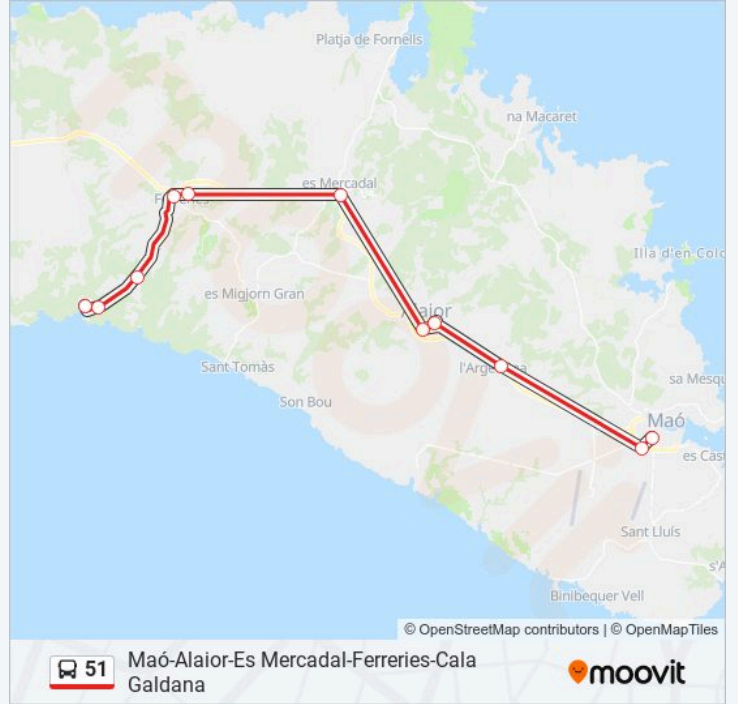 Platja de Fornells
na Macaret
es Mercadal
Illa d'en Colo
es Migjorn Gran
Alaior
Sant Tomàs
sa Mesqu
Son Bou
Maó
es Cast
Sant Lluís
s'A
Binibequer Vell
© OpenStreetMap contributors | © OpenMapTiles
51
Maó-Alaior-Es Mercadal-Ferreries-Cala
Galdana
moovit